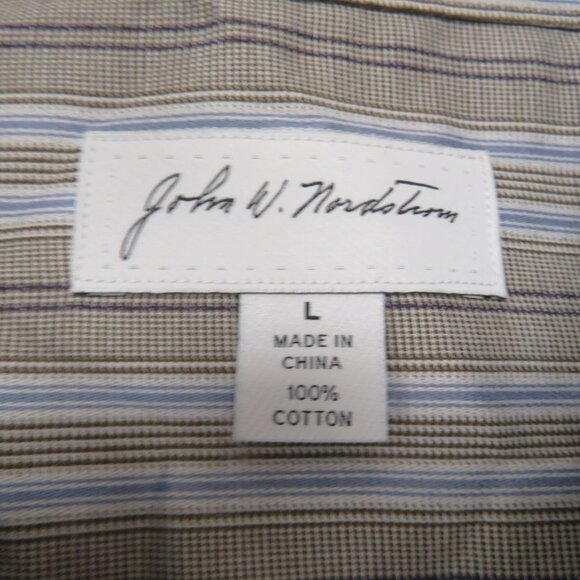 John W. Nordstrom
L
MADE IN
CHINA
100%
COTTON